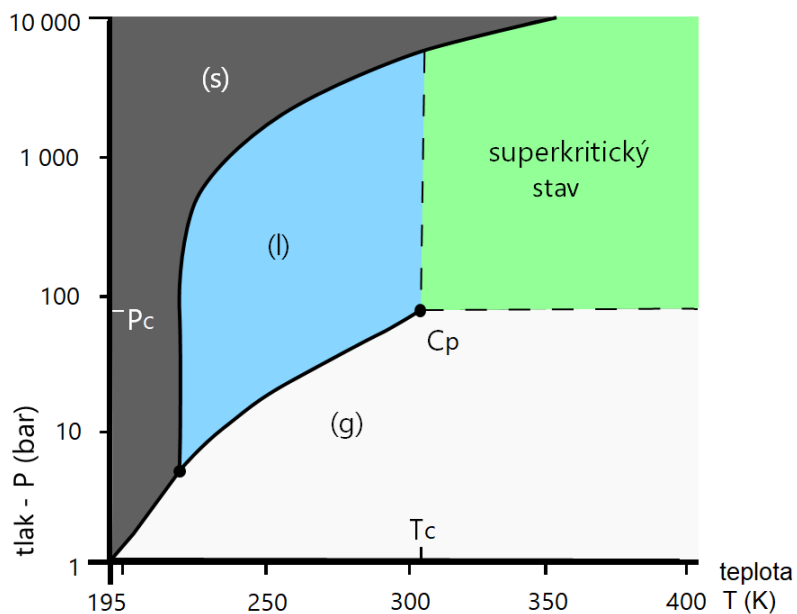 10 000
(s)
superkritický
stav
1 000
(l)
100
Pc
Cp
tlak - P (bar)
10
(g)
Tc
1
teplota
195
250
300
350
400
T (K)